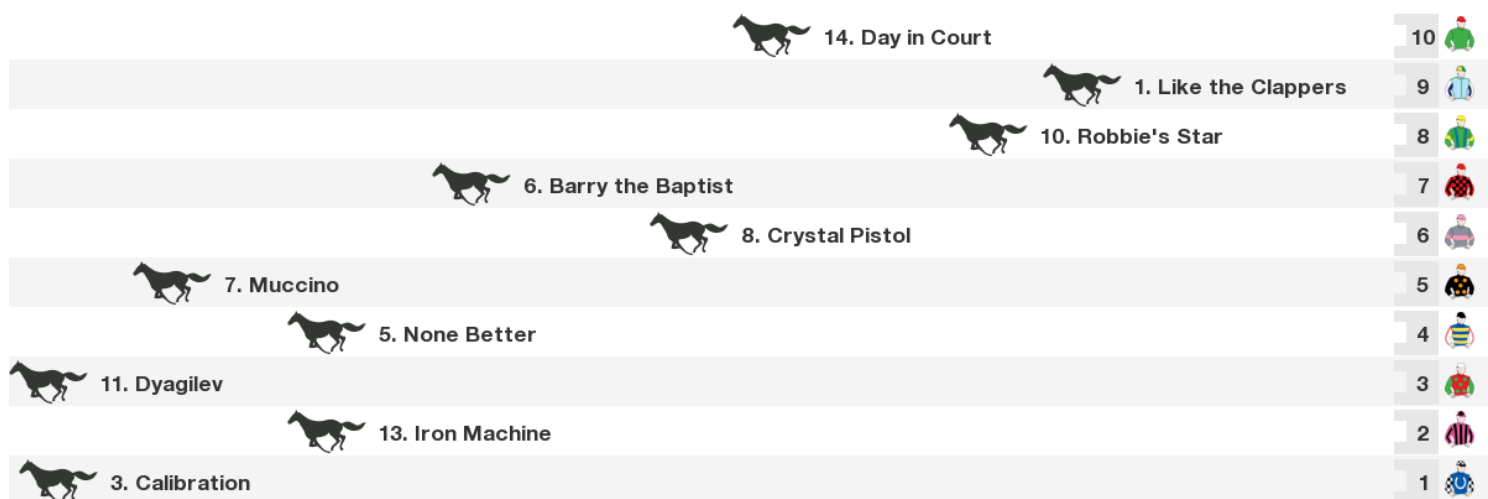 14. Day in Court 10
1. Like the Clappers 9
10. Robbie's Star 8
6. Barry the Baptist 7
8. Crystal Pistol 6
7. Muccino 5
5. None Better 4
11. Dyagilev 3
13. Iron Machine 2
3. Calibration 1